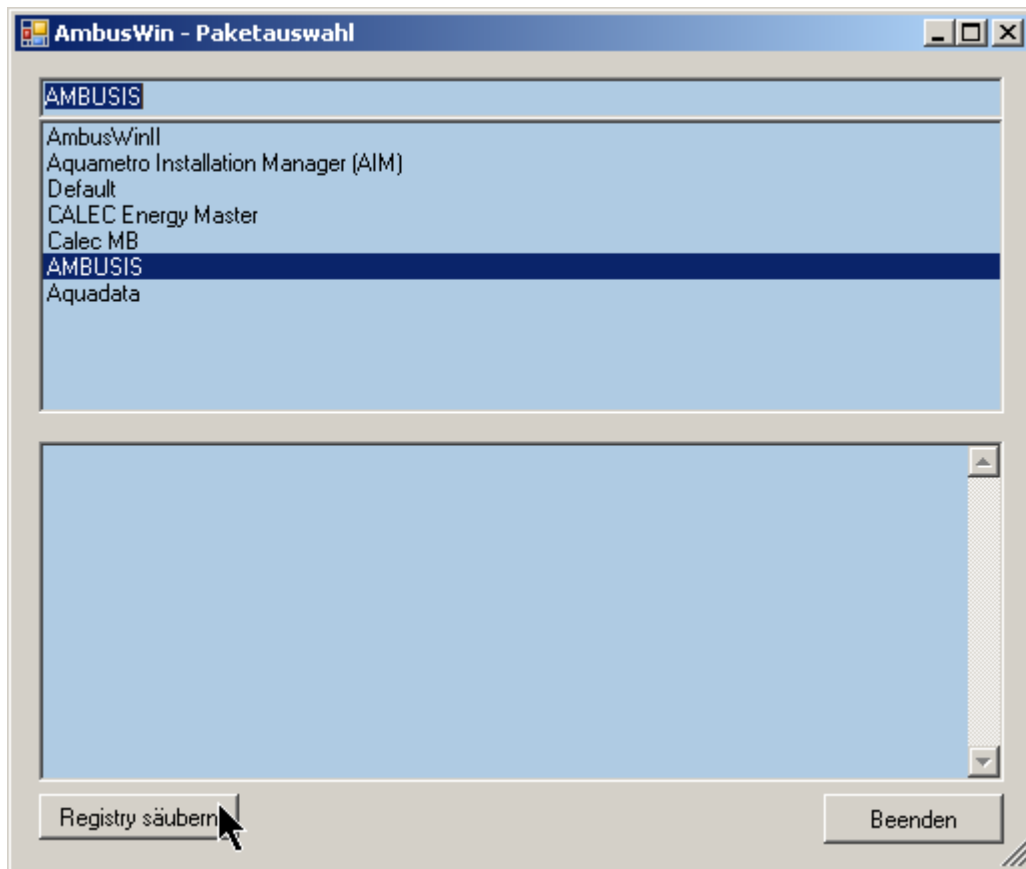 AmbusWin - Paketauswahl
AMBUSIS
AmbusWinII
Aquametro Installation Manager (AIM)
Default
CALEC Energy Master
Calec MB
AMBUSIS
Aquadata
Registry säubern
Beenden